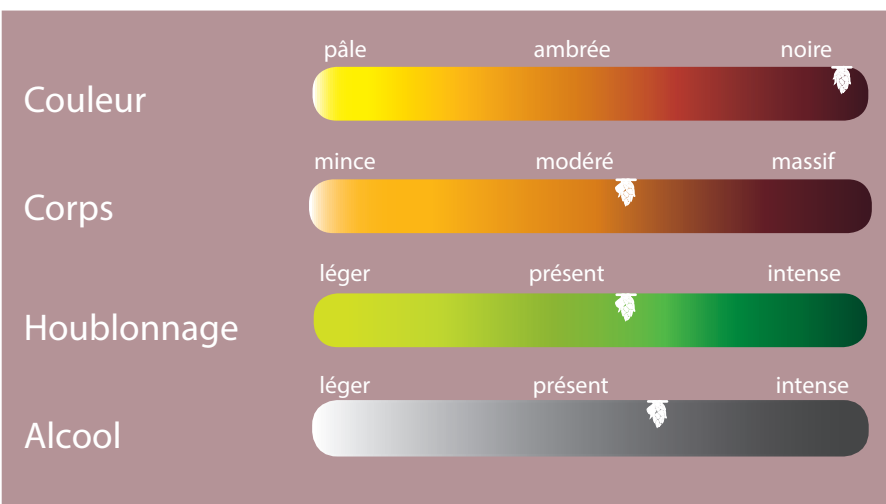 pâle ambrée noire
Couleur
mince modéré massif
Corps
léger présent intense
Houblonnage
léger présent intense
Alcool